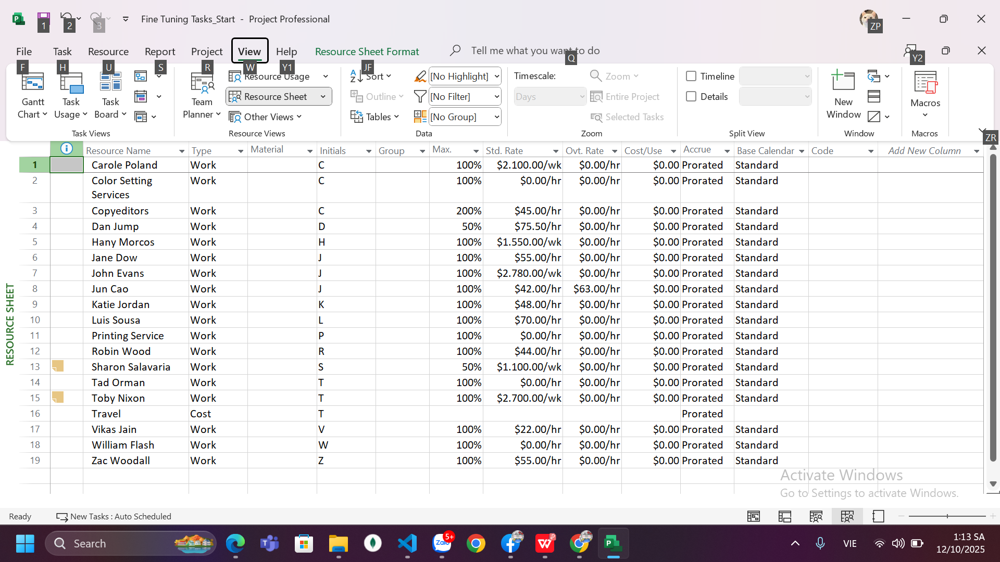 Fine Tuning Tasks_Start - Project Professional
1 2 3 ZP
File Task Resource Report Project View Help Resource Sheet Format Tell me what you want to do
F H U S R W Y1 JF Q Y2
Gantt Chart
Task Usage
Task Board
Task Views
Team Planner
Resource Usage
Resource Sheet
Other Views
Resource Views
Sort
Outline
Tables
[No Highlight]
[No Filter]
[No Group]
Data
Timescale:
Days
Zoom
Entire Project
Selected Tasks
Zoom
Timeline
Details
Split View
New Window
Window
Macros
Macros
ZR
Resource Name Type Material Initials Group Max. Std. Rate Ovt. Rate Cost/Use Accrue Base Calendar Code Add New Column
1 Carole Poland Work C 100% $2.100.00/wk $0.00/hr $0.00 Prorated Standard
2 Color Setting Services Work C 100% $0.00/hr $0.00/hr $0.00 Prorated Standard
3 Copyeditors Work C 200% $45.00/hr $0.00/hr $0.00 Prorated Standard
4 Dan Jump Work D 50% $75.50/hr $0.00/hr $0.00 Prorated Standard
5 Hany Morcos Work H 100% $1.550.00/wk $0.00/hr $0.00 Prorated Standard
6 Jane Dow Work J 100% $55.00/hr $0.00/hr $0.00 Prorated Standard
7 John Evans Work J 100% $2.780.00/wk $0.00/hr $0.00 Prorated Standard
8 Jun Cao Work J 100% $42.00/hr $63.00/hr $0.00 Prorated Standard
9 Katie Jordan Work K 100% $48.00/hr $0.00/hr $0.00 Prorated Standard
10 Luis Sousa Work L 100% $70.00/hr $0.00/hr $0.00 Prorated Standard
11 Printing Service Work P 100% $0.00/hr $0.00/hr $0.00 Prorated Standard
12 Robin Wood Work R 100% $44.00/hr $0.00/hr $0.00 Prorated Standard
13 Sharon Salavaria Work S 50% $1.100.00/wk $0.00/hr $0.00 Prorated Standard
14 Tad Orman Work T 100% $0.00/hr $0.00/hr $0.00 Prorated Standard
15 Toby Nixon Work T 100% $2.700.00/wk $0.00/hr $0.00 Prorated Standard
16 Travel Cost T Prorated
17 Vikas Jain Work V 100% $22.00/hr $0.00/hr $0.00 Prorated Standard
18 William Flash Work W 100% $0.00/hr $0.00/hr $0.00 Prorated Standard
19 Zac Woodall Work Z 100% $55.00/hr $0.00/hr $0.00 Prorated Standard
RESOURCE SHEET
Activate Windows
Go to Settings to activate Windows.
Ready New Tasks : Auto Scheduled
Search
Zalo
5+
VIE
1:13 SA
12/10/2025